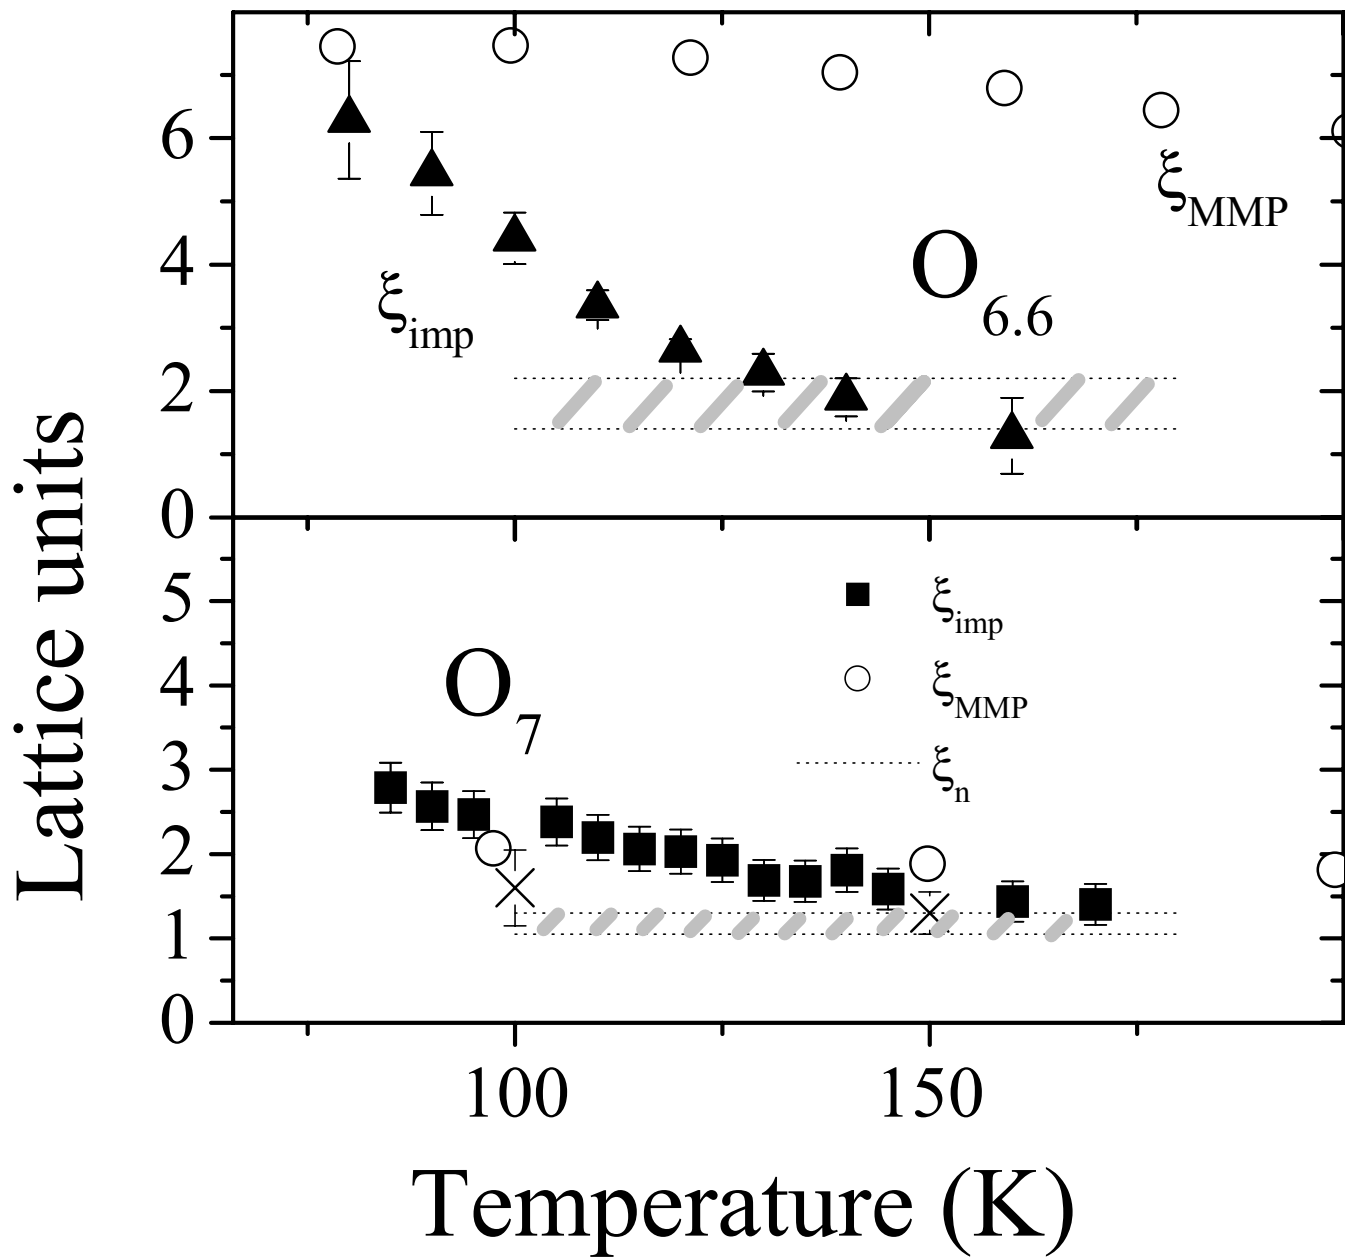 Lattice units
6
4
2
0
ξimp
ξMMP
O6.6
5
4
3
2
1
0
O7
ξimp
ξMMP
ξn
100 150
Temperature (K)